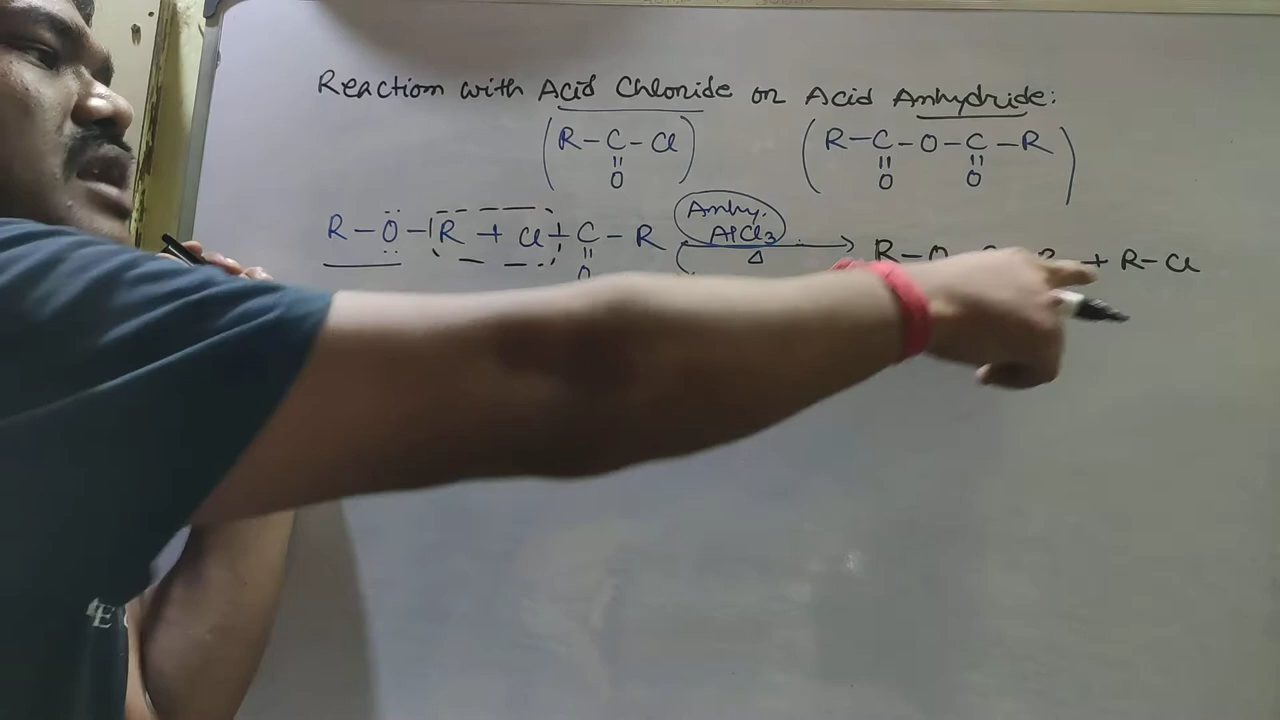 Reaction with Acid Chloride or Acid Anhydride:
(R-C-Cl) (R-C-O-C-R)
O O O
R-O-R + Cl + C-R Anhy. AlCl3 Δ → R-O + R-Cl